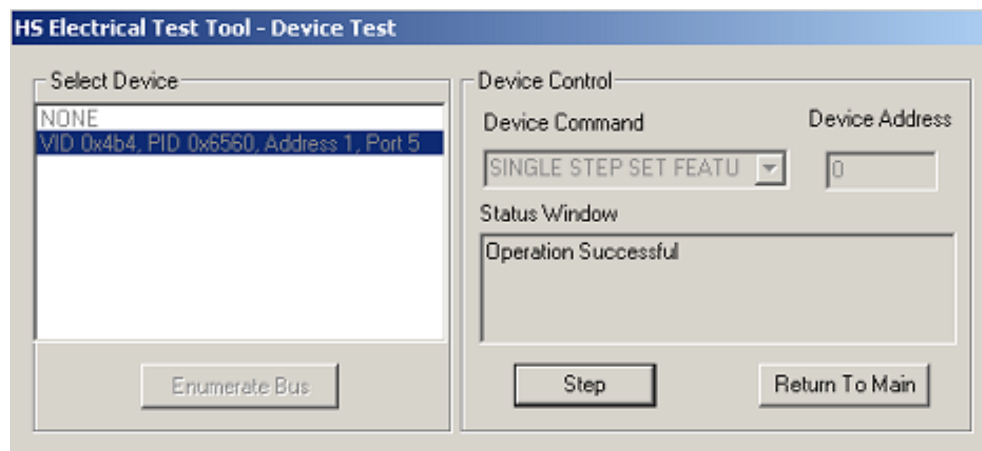 HS Electrical Test Tool - Device Test
Select Device
NONE
VID 0x4b4, PID 0x6560, Address 1, Port 5
Enumerate Bus
Device Control
Device Command
Device Address
SINGLE STEP SET FEATU
0
Status Window
Operation Successful
Step
Return To Main